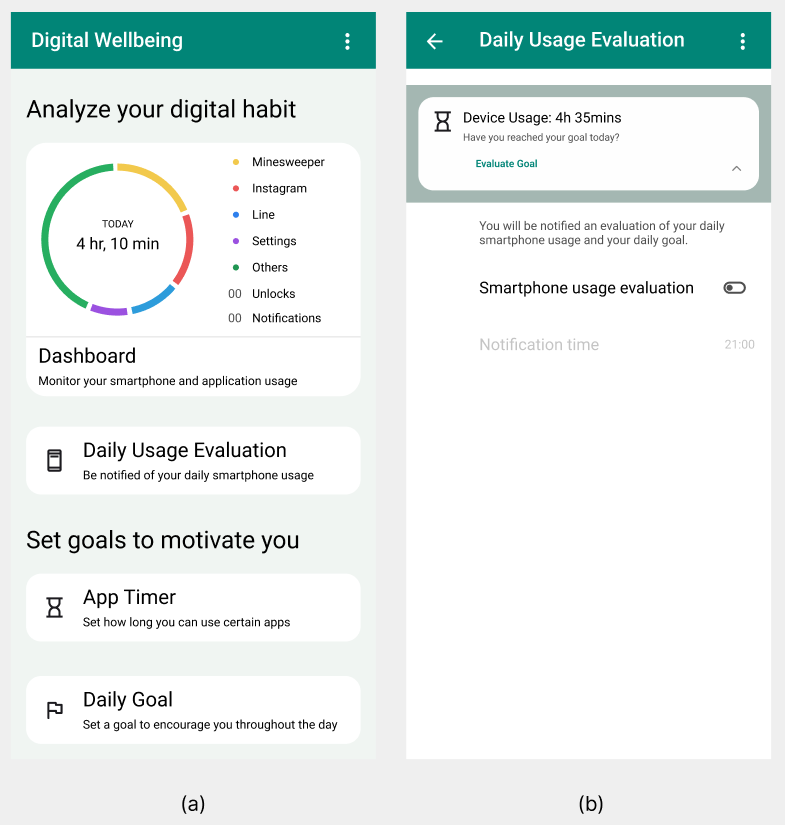 Digital Wellbeing
Analyze your digital habit
TODAY
4 hr, 10 min
Minesweeper
Instagram
Line
Settings
Others
00 Unlocks
00 Notifications
Dashboard
Monitor your smartphone and application usage
Daily Usage Evaluation
Be notified of your daily smartphone usage
Set goals to motivate you
App Timer
Set how long you can use certain apps
Daily Goal
Set a goal to encourage you throughout the day
(a)
Daily Usage Evaluation
Device Usage: 4h 35mins
Have you reached your goal today?
Evaluate Goal
You will be notified an evaluation of your daily
smartphone usage and your daily goal.
Smartphone usage evaluation
Notification time 21:00
(b)